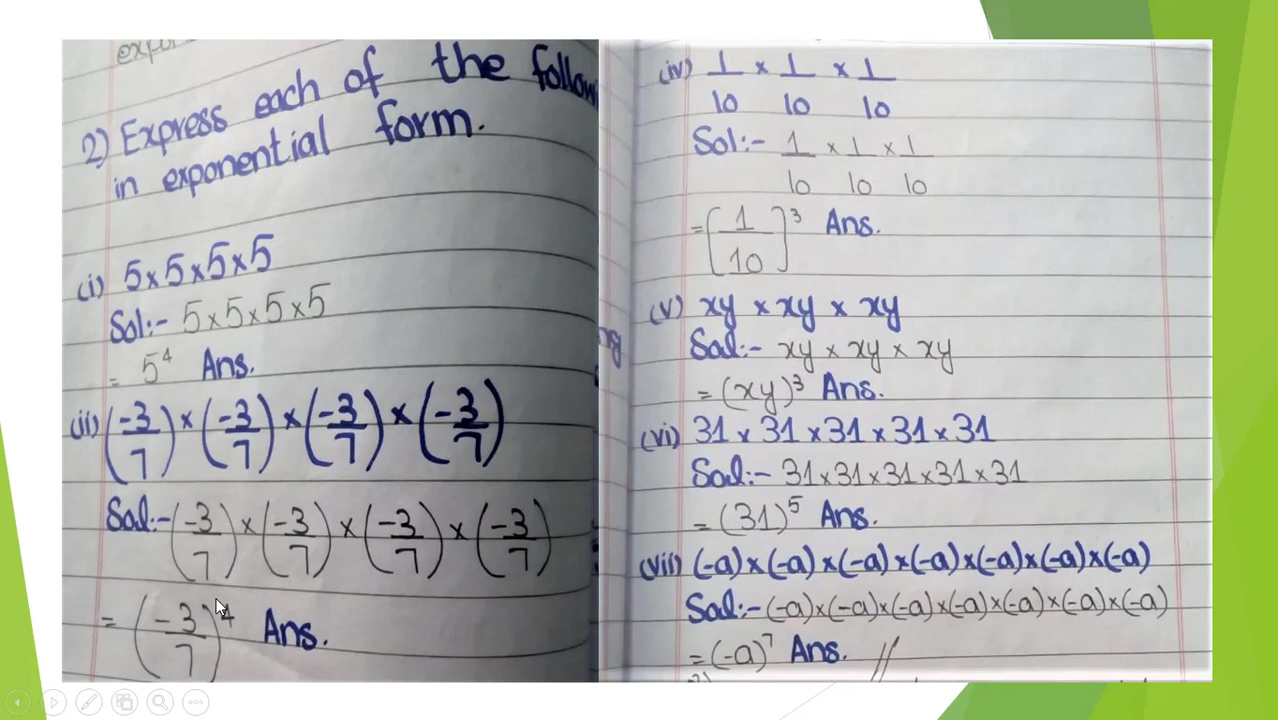 2) Express each of the
in exponential form.
(i) 5×5×5×5
Sol:- 5×5×5×5
= 5⁴ Ans.
(ii) (-3/7) × (-3/7) × (-3/7) × (-3/7)
Sol:- (-3/7) × (-3/7) × (-3/7) × (-3/7)
= (-3/7)⁴ Ans.
(iv) 1/10 × 1/10 × 1/10
Sol:- 1/10 × 1/10 × 1/10
= [1/10]³ Ans.
(v) xy × xy × xy
Sol:- xy × xy × xy
= (xy)³ Ans.
(vi) 31 × 31 × 31 × 31 × 31
Sol:- 31×31×31×31×31
= (31)⁵ Ans.
(vii) (-a)×(-a)×(-a)×(-a)×(-a)×(-a)×(-a)
Sol:- (-a)×(-a)×(-a)×(-a)×(-a)×(-a)×(-a)
= (-a)⁷ Ans. //